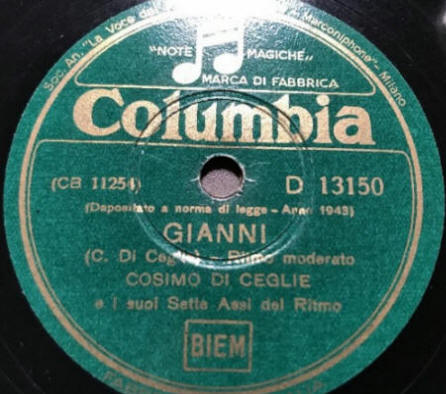 Soc. An. "La Voce del Marconiphone" - Milano
"NOTE MAGICHE"
MARCA DI FABBRICA
Columbia
(CB 11254) D 13150
(Depositato a norma di legge - Anno 1943)
GIANNI
(C. Di Ceglie) - Ritmo moderato
COSIMO DI CEGLIE
e i suoi Sette Assi del Ritmo
BIEM